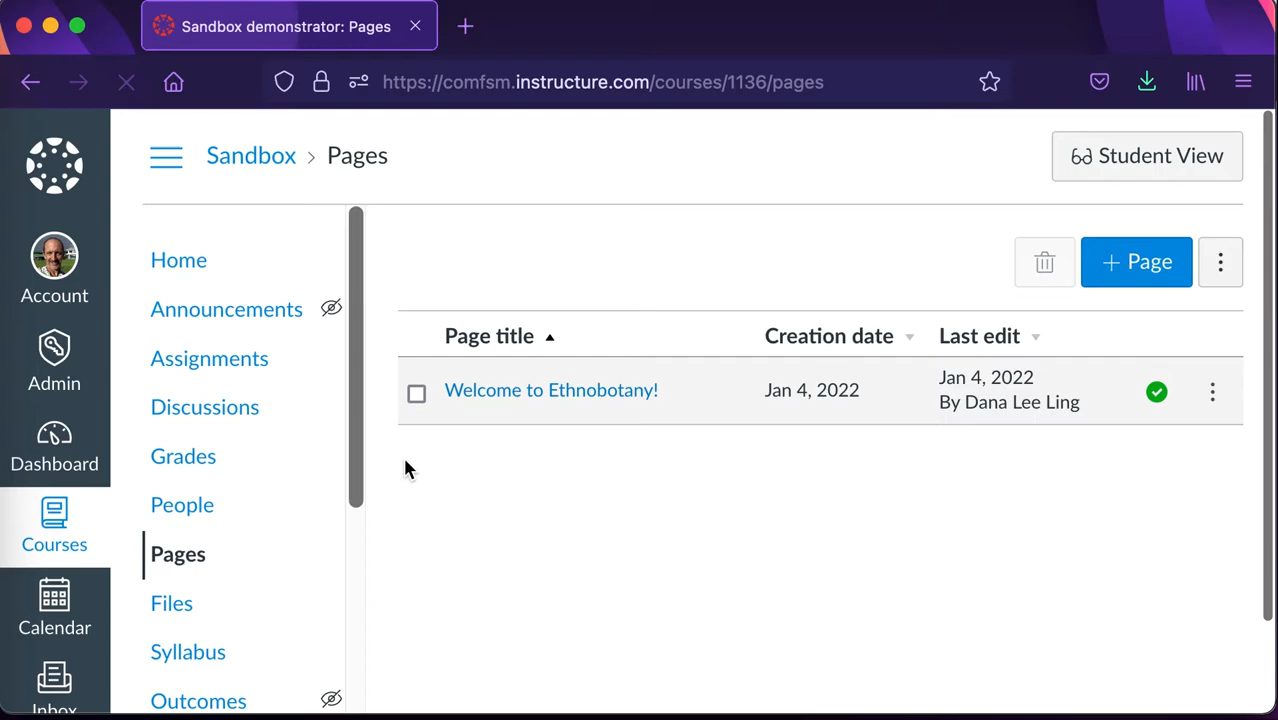 Sandbox demonstrator: Pages
https://comfsm.instructure.com/courses/1136/pages
Sandbox > Pages
Student View
Account
Admin
Dashboard
Courses
Calendar
Inbox
Home
Announcements
Assignments
Discussions
Grades
People
Pages
Files
Syllabus
Outcomes
+ Page
Page title Creation date Last edit
Welcome to Ethnobotany! Jan 4, 2022 Jan 4, 2022
By Dana Lee Ling